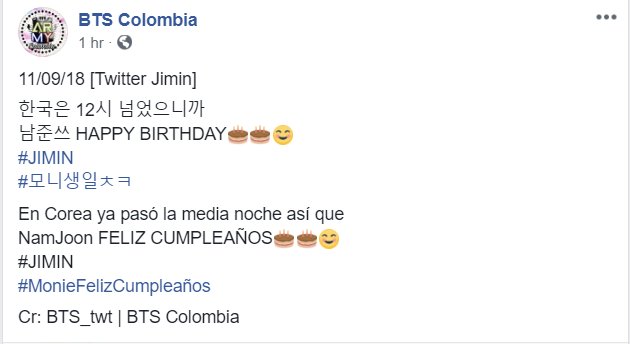 BTS Colombia
1 hr ·
11/09/18 [Twitter Jimin]
한국은 12시 넘었으니까
남준쓰 HAPPY BIRTHDAY🎂🎂☺️
#JIMIN
#모니생일ㅊㅋ
En Corea ya pasó la media noche así que
NamJoon FELIZ CUMPLEAÑOS🎂🎂☺️
#JIMIN
#MonieFelizCumpleaños
Cr: BTS_twt | BTS Colombia